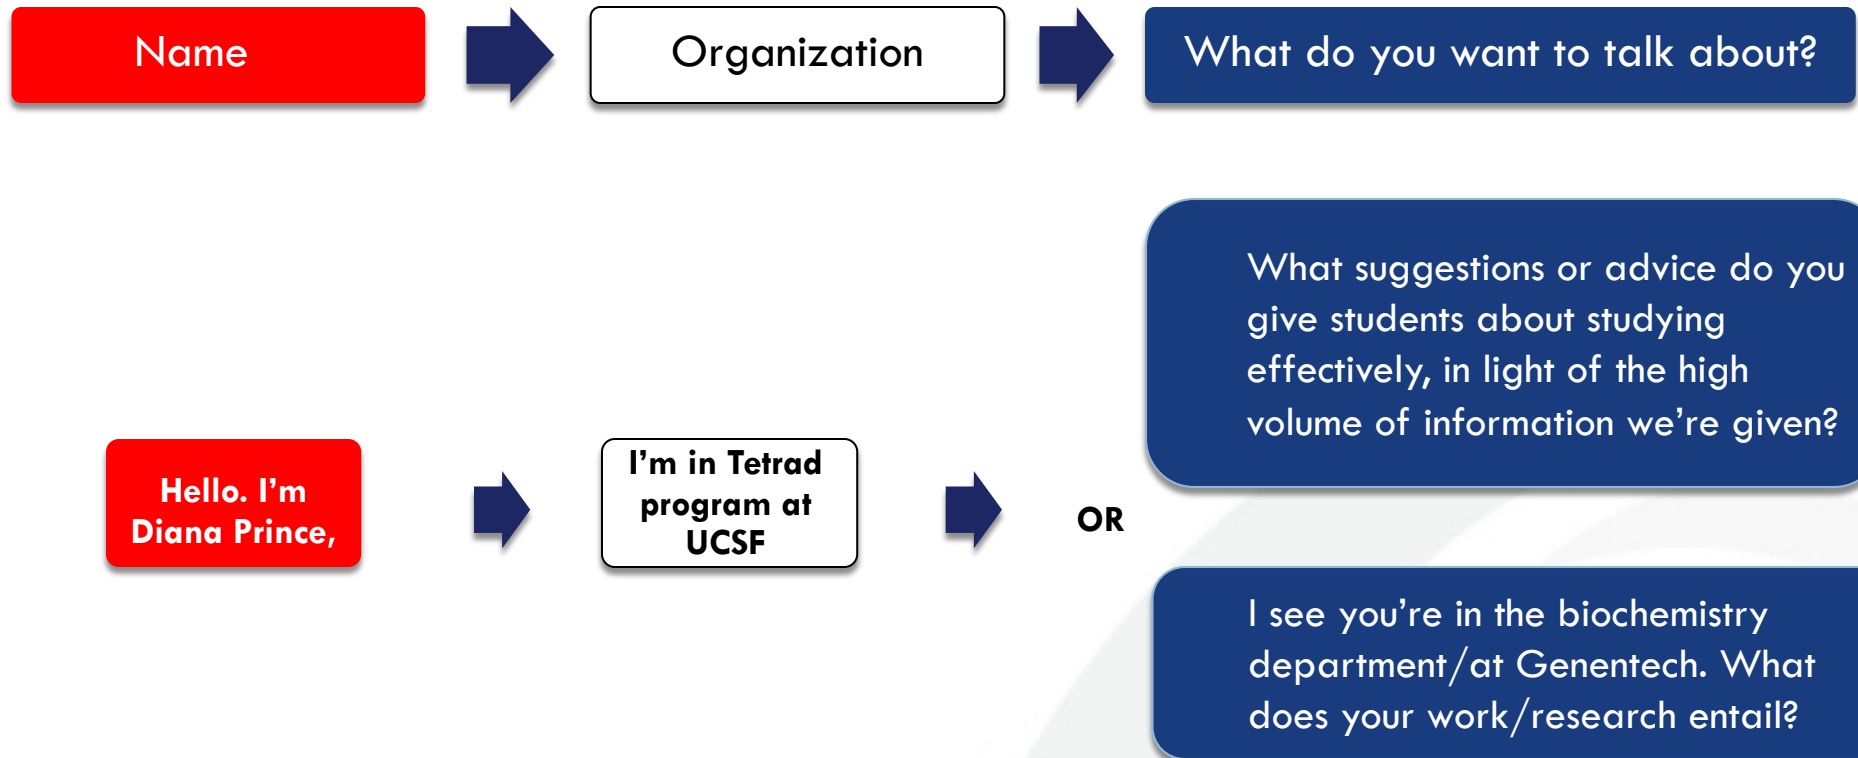 Name
Organization
What do you want to talk about?
What suggestions or advice do you
give students about studying
effectively, in light of the high
volume of information we’re given?
Hello. I’m
Diana Prince,
I’m in Tetrad
program at
UCSF
OR
I see you’re in the biochemistry
department/at Genentech. What
does your work/research entail?